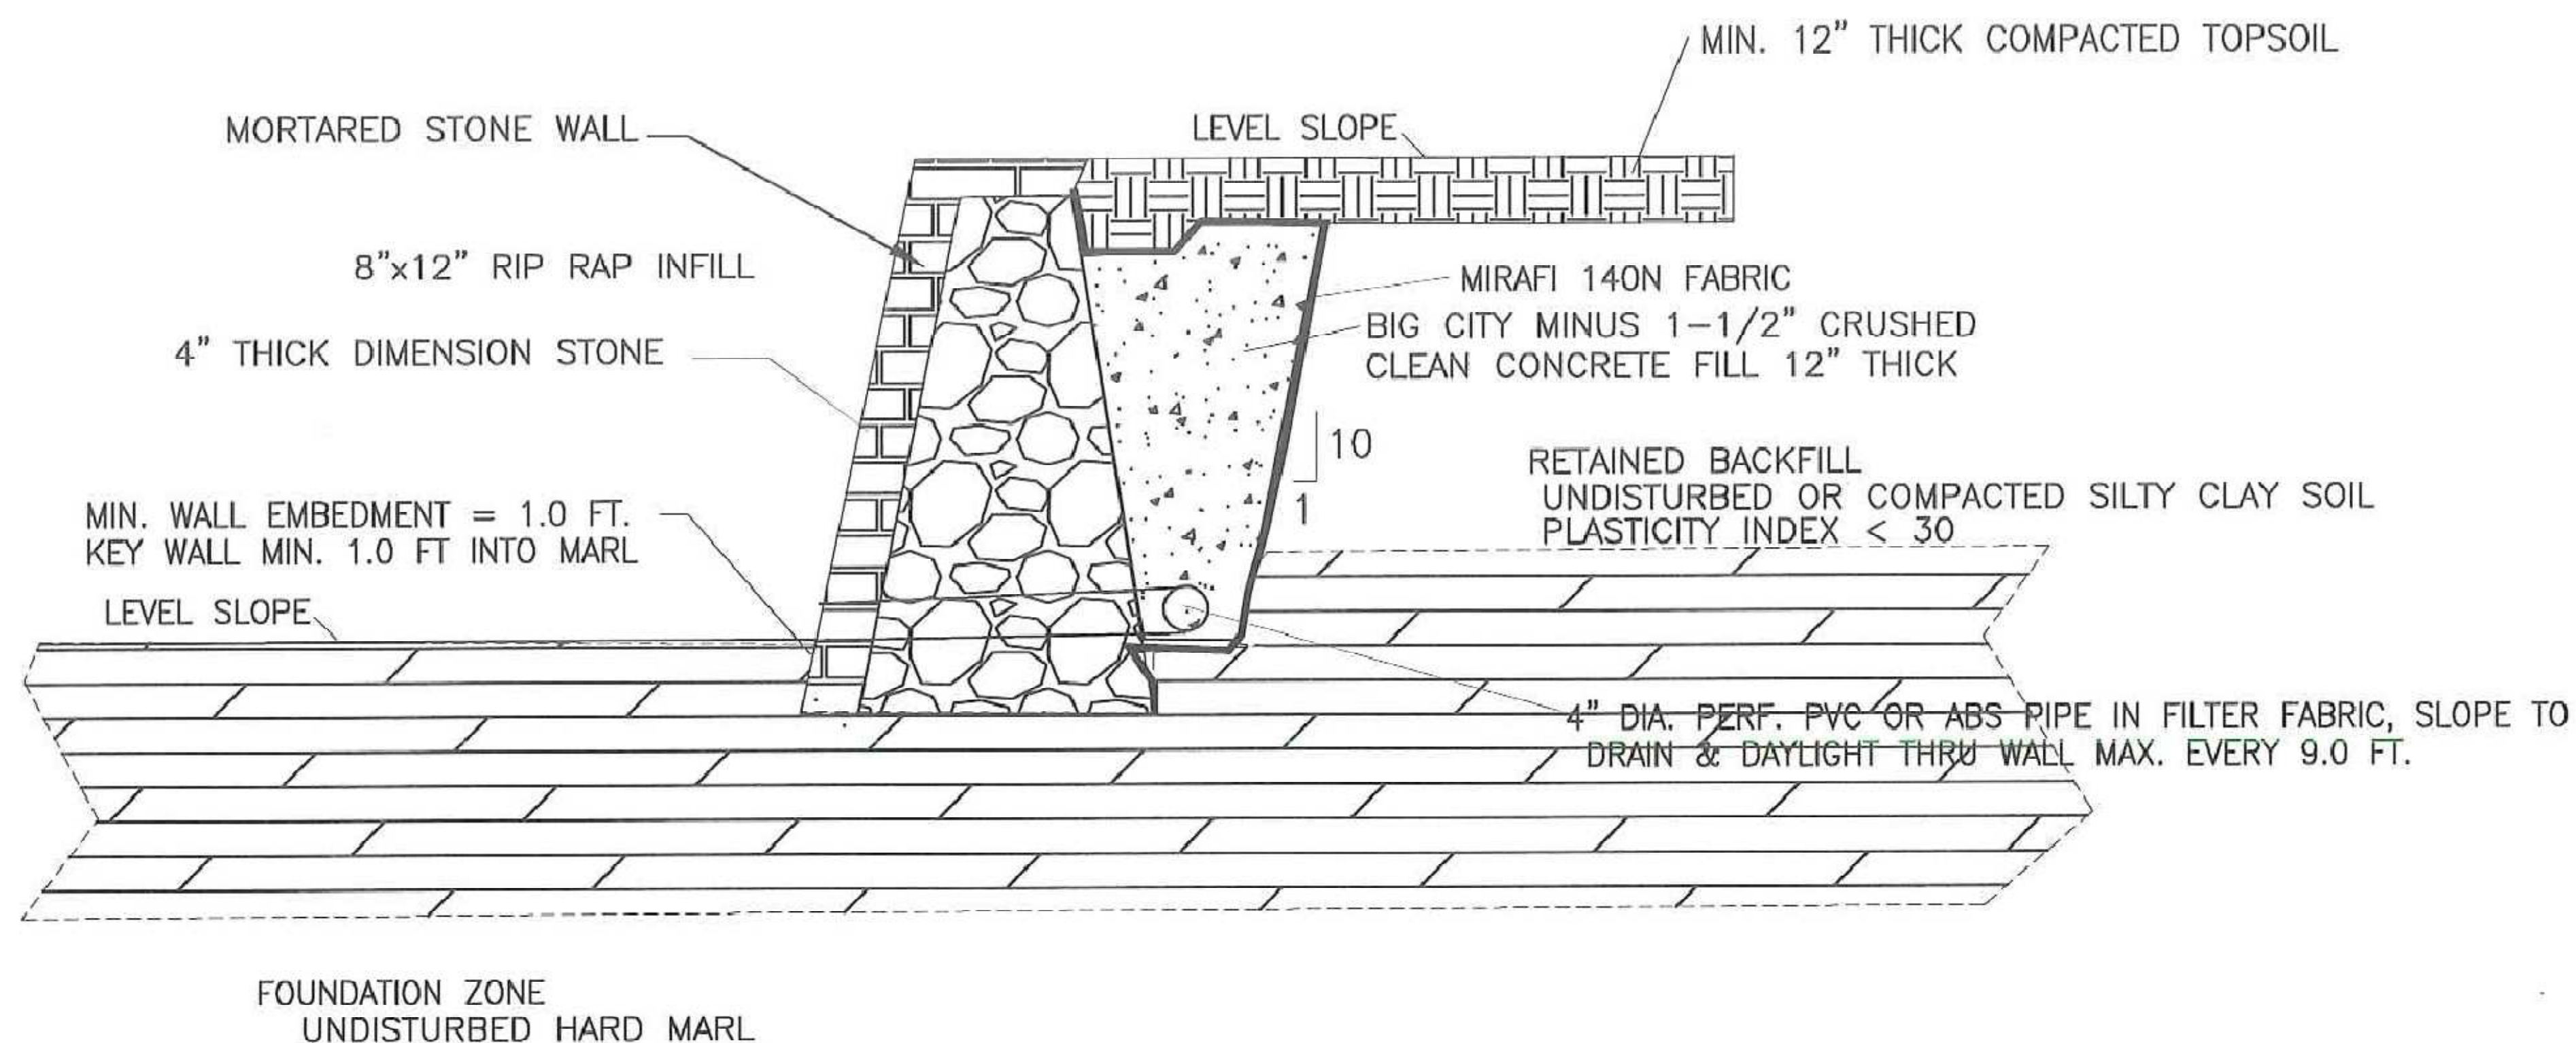 MIN. 12” THICK COMPACTED TOPSOIL
MORTARED STONE WALL
LEVEL SLOPE
8”x12” RIP RAP INFILL
MIRAFI 140N FABRIC
BIG CITY MINUS 1-1/2” CRUSHED
CLEAN CONCRETE FILL 12” THICK
4” THICK DIMENSION STONE
10
1
RETAINED BACKFILL
UNDISTURBED OR COMPACTED SILTY CLAY SOIL
PLASTICITY INDEX < 30
MIN. WALL EMBEDMENT = 1.0 FT.
KEY WALL MIN. 1.0 FT INTO MARL
LEVEL SLOPE
4” DIA. PERF. PVC OR ABS PIPE IN FILTER FABRIC, SLOPE TO
DRAIN & DAYLIGHT THRU WALL MAX. EVERY 9.0 FT.
FOUNDATION ZONE
UNDISTURBED HARD MARL